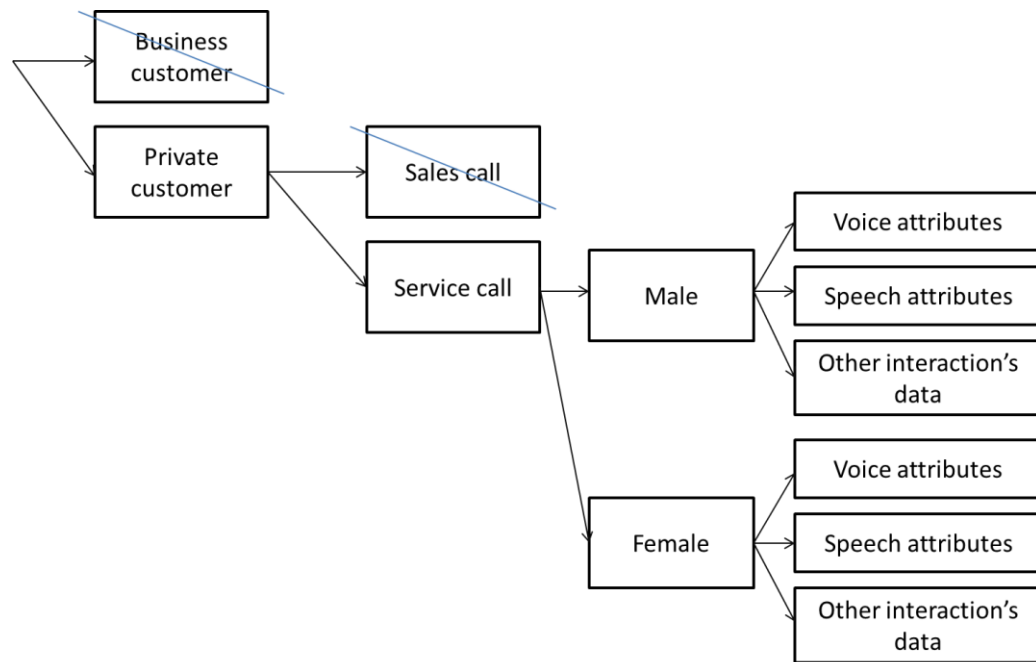 Business
customer
Private
customer
Sales call
Service call
Male
Voice attributes
Speech attributes
Other interaction's
data
Female
Voice attributes
Speech attributes
Other interaction's
data